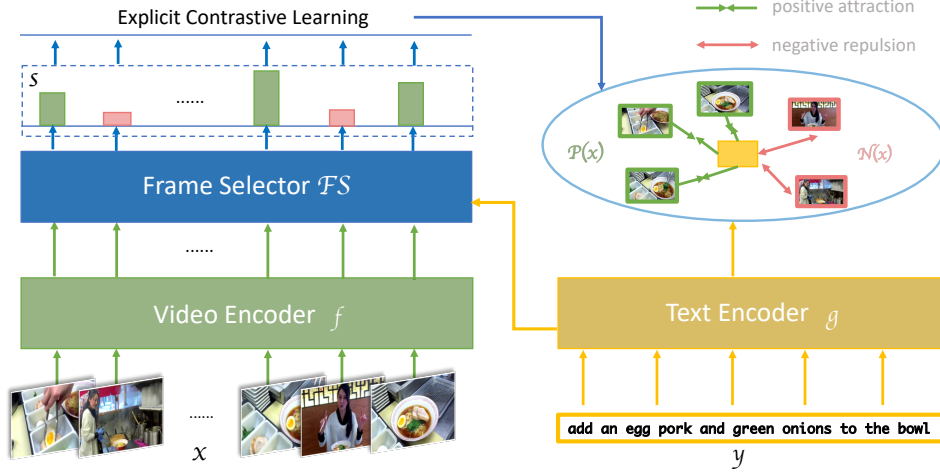 Explicit Contrastive Learning
positive attraction
negative repulsion
S
......
P(x)
N(x)
Frame Selector FS
......
Video Encoder f
Text Encoder g
......
x
add an egg pork and green onions to the bowl
y